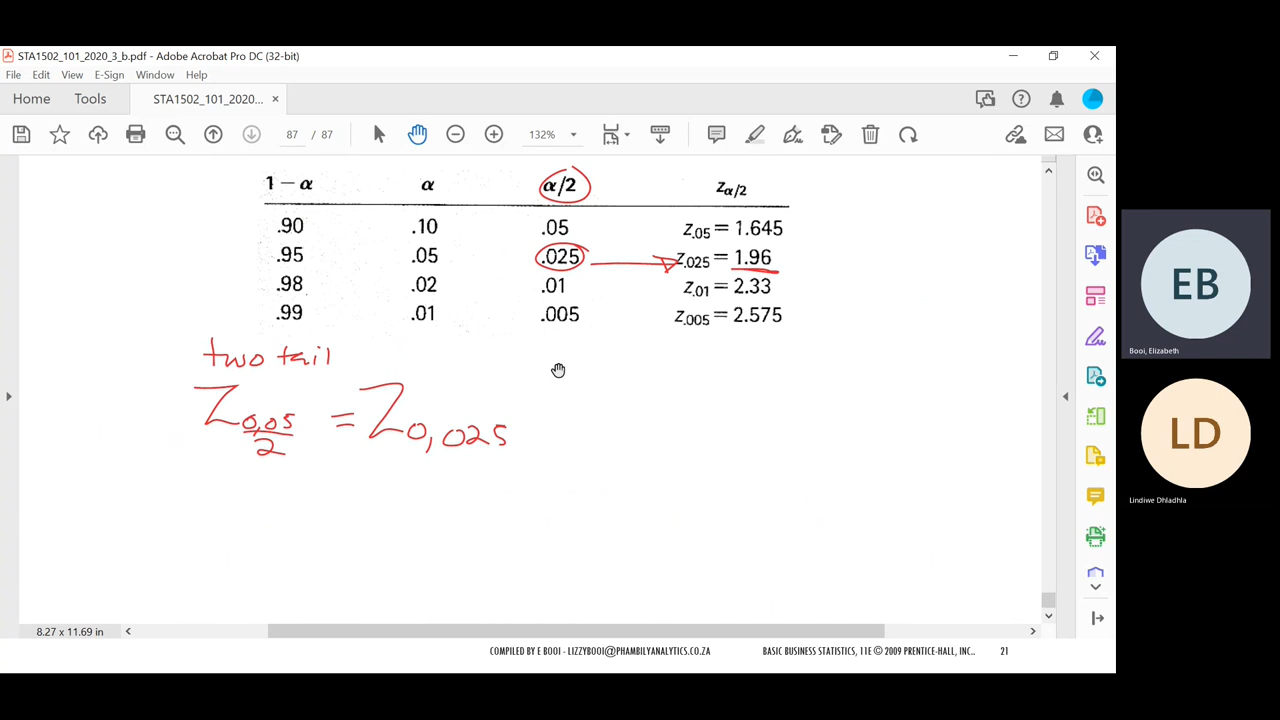 STA1502_101_2020_3_b.pdf - Adobe Acrobat Pro DC (32-bit)
File Edit View E-Sign Window Help
Home Tools STA1502_101_2020... ×
87 / 87 132%
1 − α α α/2 zα/2
.90 .10 .05 z.05 = 1.645
.95 .05 .025 z.025 = 1.96
.98 .02 .01 z.01 = 2.33
.99 .01 .005 z.005 = 2.575
two tail
Z0,05/2 = Z0,025
8.27 x 11.69 in
COMPILED BY E BOOI - LIZZYBOOI@PHAMBILYANALYTICS.CO.ZA BASIC BUSINESS STATISTICS, 11E © 2009 PRENTICE-HALL, INC.. 21
EB
Booi, Elizabeth
LD
Lindiwe Dhladhla